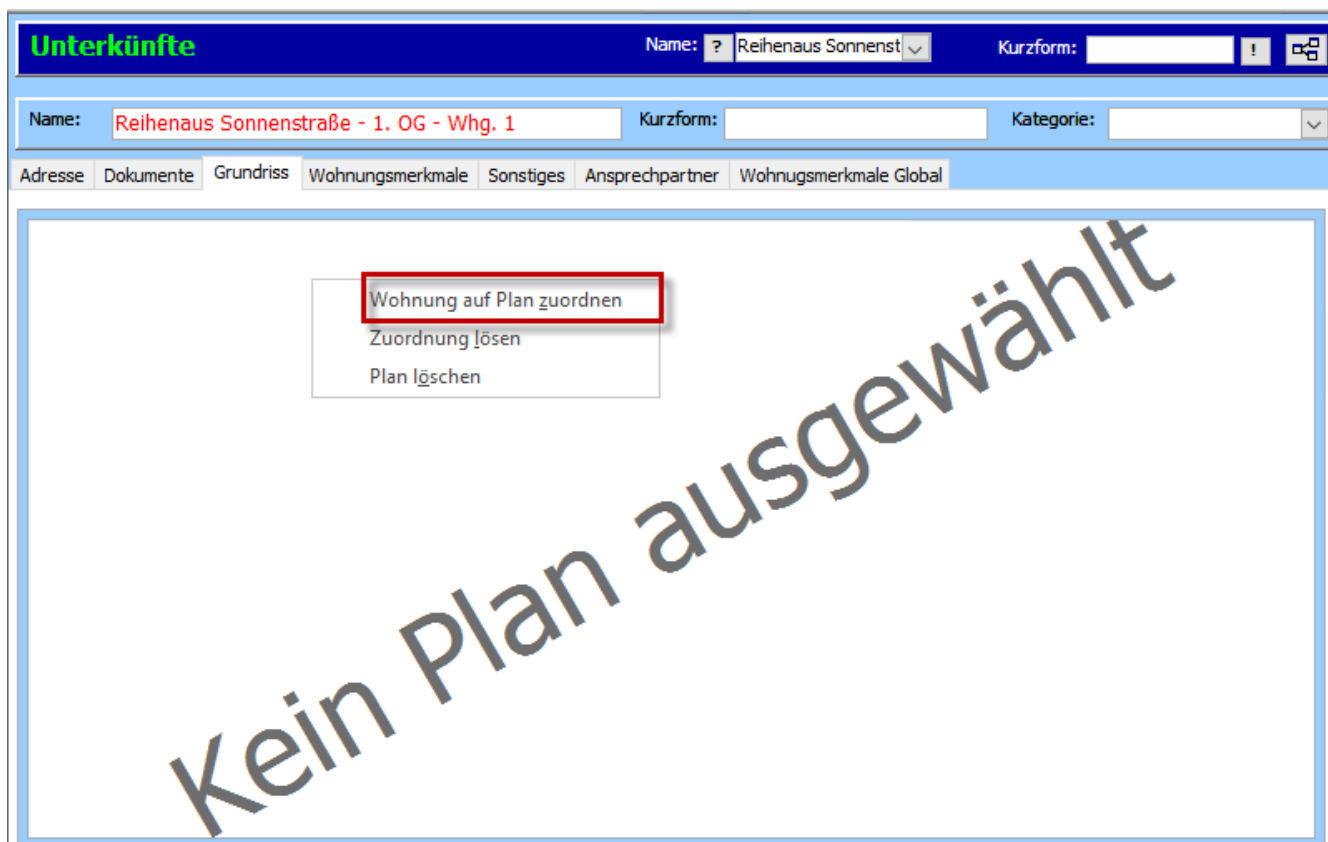 Unterkünfte Name: ? Reihenaus Sonnenst Kurzform: !
Name: Reihenaus Sonnenstraße - 1. OG - Whg. 1 Kurzform: Kategorie:
Adresse Dokumente Grundriss Wohnungsmerkmale Sonstiges Ansprechpartner Wohnugsmerkmale Global
Wohnung auf Plan zuordnen
Zuordnung lösen
Plan löschen
Kein Plan ausgewählt